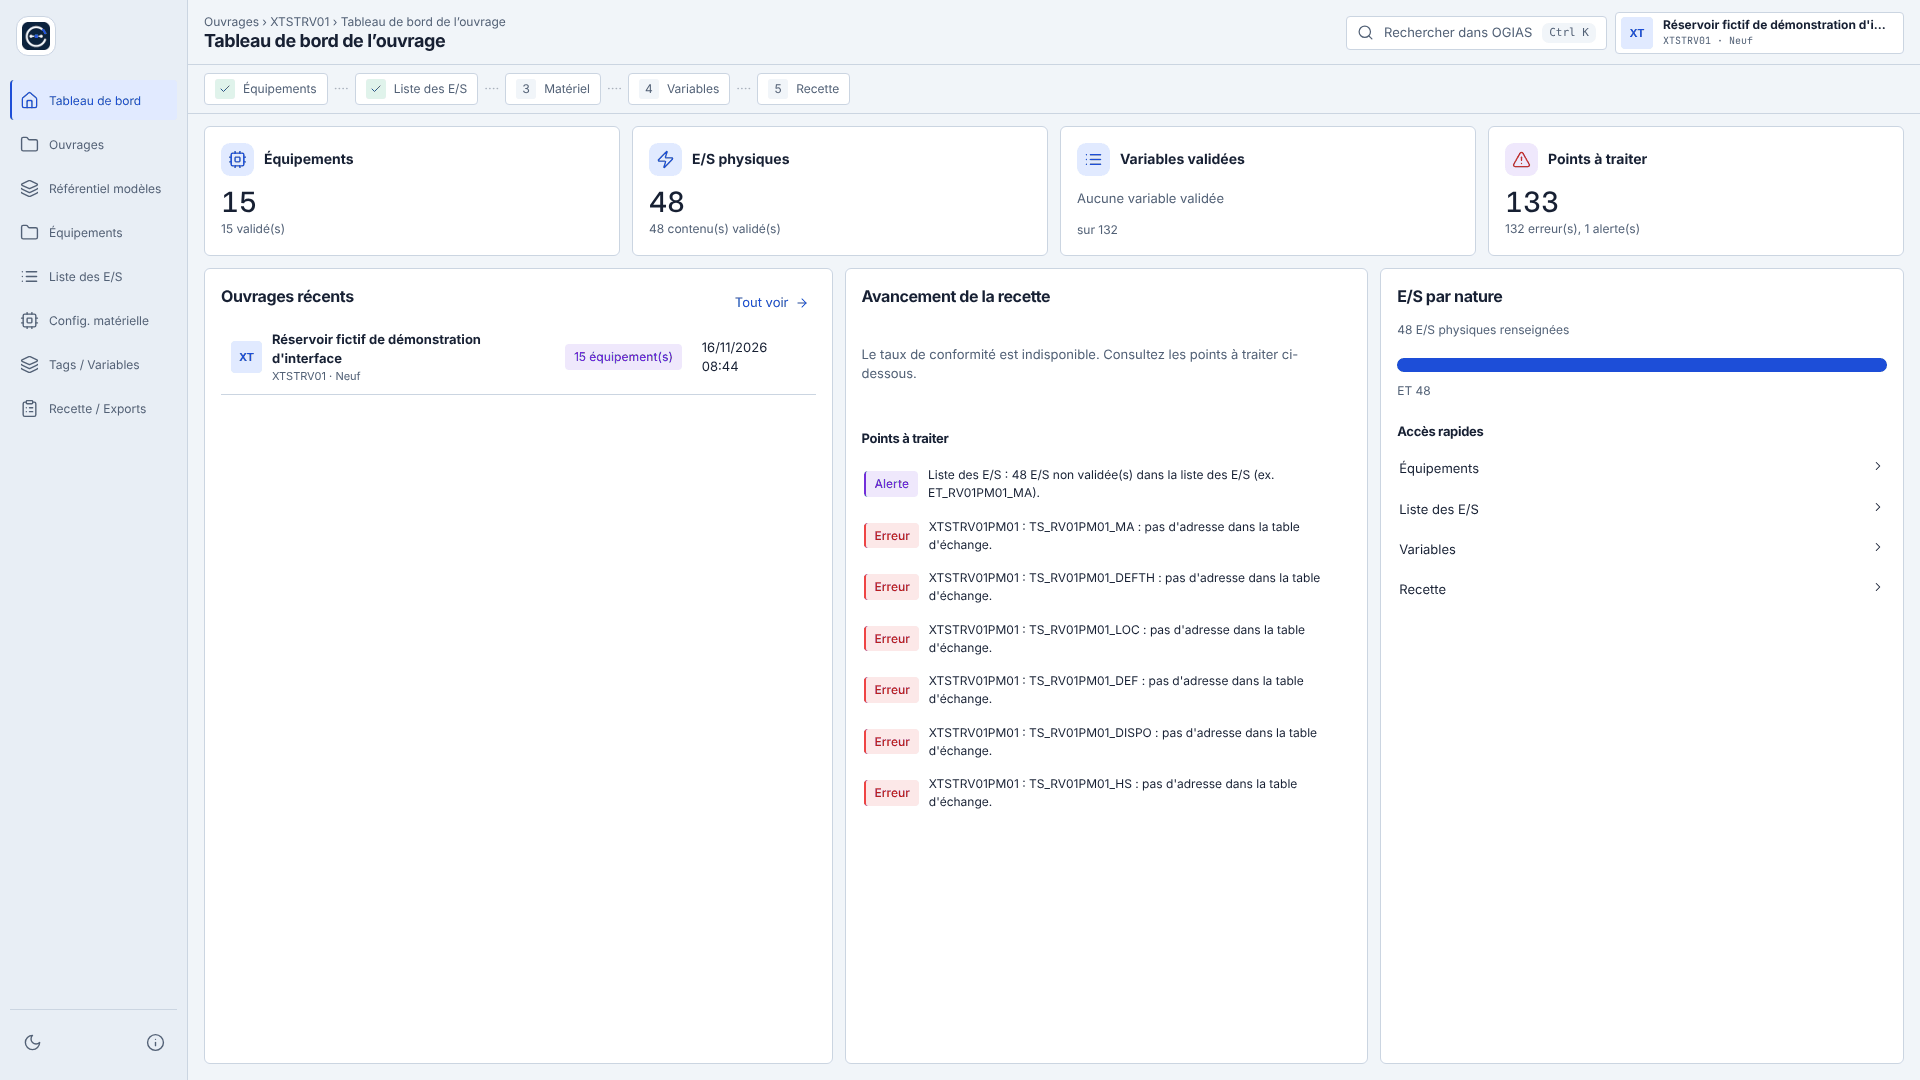 Ouvrages › XTSTRV01 › Tableau de bord de l’ouvrage
Tableau de bord de l’ouvrage
Rechercher dans OGIAS Ctrl K
XT
Réservoir fictif de démonstration d'i...
XTSTRV01 · Neuf
Tableau de bord
Ouvrages
Référentiel modèles
Équipements
Liste des E/S
Config. matérielle
Tags / Variables
Recette / Exports
Équipements
Liste des E/S
3 Matériel
4 Variables
5 Recette
Équipements
15
15 validé(s)
E/S physiques
48
48 contenu(s) validé(s)
Variables validées
Aucune variable validée
sur 132
Points à traiter
133
132 erreur(s), 1 alerte(s)
Ouvrages récents
Tout voir
XT
Réservoir fictif de démonstration
d'interface
XTSTRV01 · Neuf
15 équipement(s)
16/11/2026
08:44
Avancement de la recette
Le taux de conformité est indisponible. Consultez les points à traiter ci-
dessous.
Points à traiter
Alerte
Liste des E/S : 48 E/S non validée(s) dans la liste des E/S (ex.
ET_RV01PM01_MA).
Erreur
XTSTRV01PM01 : TS_RV01PM01_MA : pas d'adresse dans la table
d'échange.
Erreur
XTSTRV01PM01 : TS_RV01PM01_DEFTH : pas d'adresse dans la table
d'échange.
Erreur
XTSTRV01PM01 : TS_RV01PM01_LOC : pas d'adresse dans la table
d'échange.
Erreur
XTSTRV01PM01 : TS_RV01PM01_DEF : pas d'adresse dans la table
d'échange.
Erreur
XTSTRV01PM01 : TS_RV01PM01_DISPO : pas d'adresse dans la table
d'échange.
Erreur
XTSTRV01PM01 : TS_RV01PM01_HS : pas d'adresse dans la table
d'échange.
E/S par nature
48 E/S physiques renseignées
ET 48
Accès rapides
Équipements
Liste des E/S
Variables
Recette